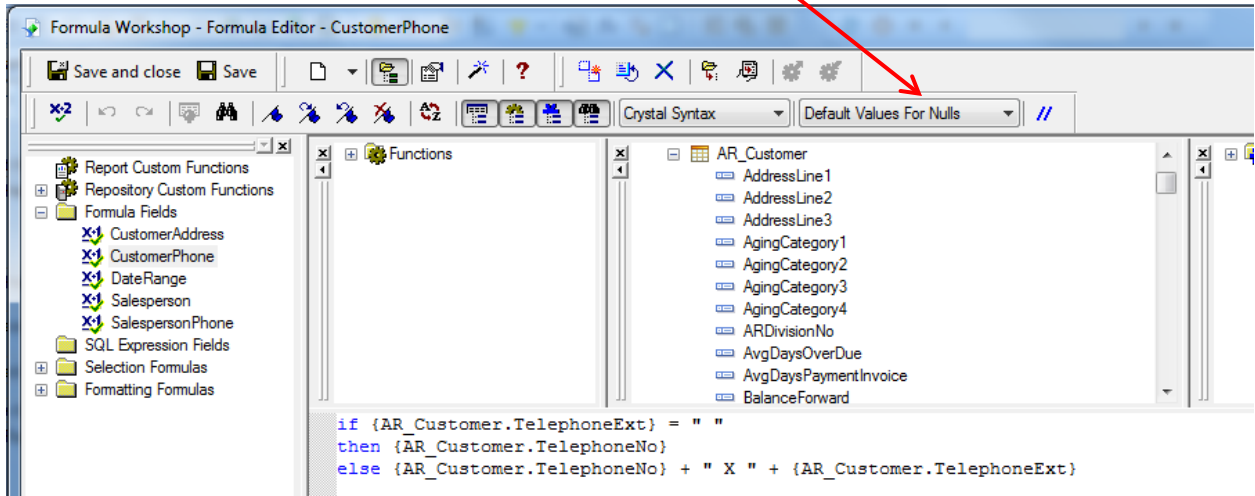 Formula Workshop - Formula Editor - CustomerPhone
Save and close Save
Crystal Syntax Default Values For Nulls //
Report Custom Functions
Repository Custom Functions
Formula Fields
CustomerAddress
CustomerPhone
DateRange
Salesperson
SalespersonPhone
SQL Expression Fields
Selection Formulas
Formatting Formulas
Functions
AR_Customer
AddressLine1
AddressLine2
AddressLine3
AgingCategory1
AgingCategory2
AgingCategory3
AgingCategory4
ARDivisionNo
AvgDaysOverDue
AvgDaysPaymentInvoice
BalanceForward
if {AR_Customer.TelephoneExt} = " "
then {AR_Customer.TelephoneNo}
else {AR_Customer.TelephoneNo} + " X " + {AR_Customer.TelephoneExt}